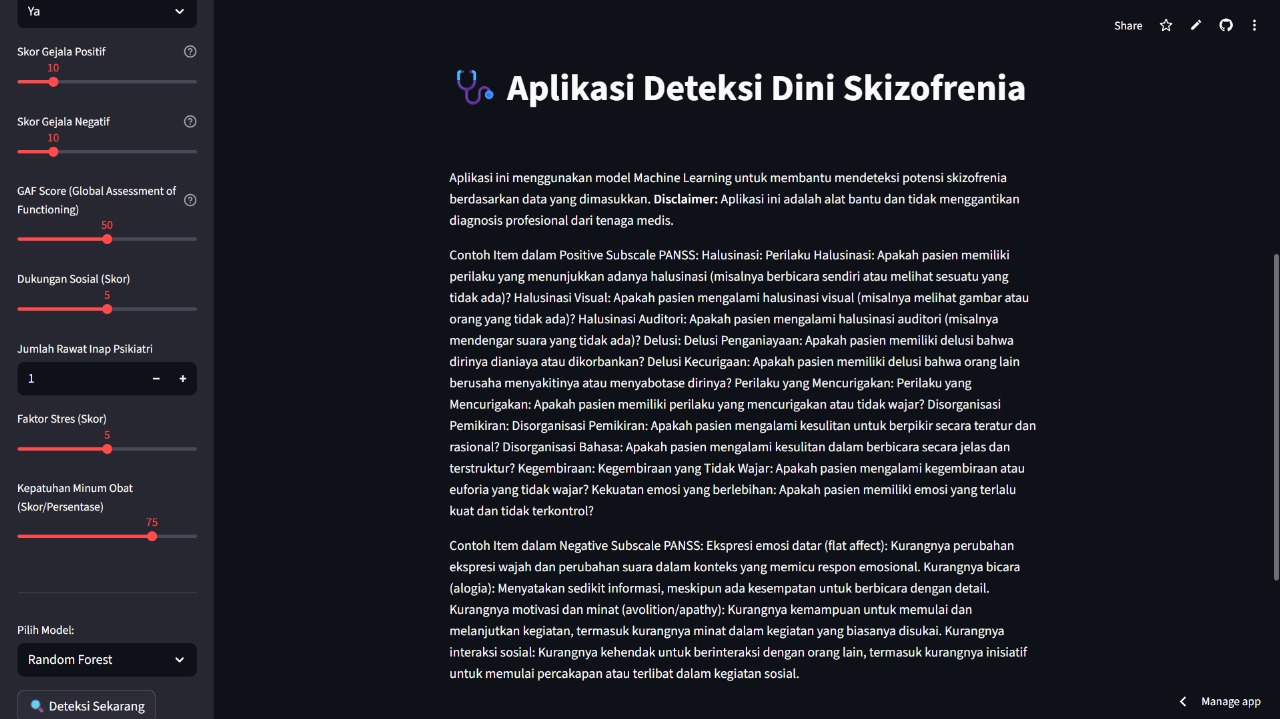 Ya
Skor Gejala Positif
10
Skor Gejala Negatif
10
GAF Score (Global Assessment of
Functioning)
50
Dukungan Sosial (Skor)
5
Jumlah Rawat Inap Psikiatri
1
Faktor Stres (Skor)
5
Kepatuhan Minum Obat
(Skor/Persentase)
75
Pilih Model:
Random Forest
Deteksi Sekarang
Share
Aplikasi Deteksi Dini Skizofrenia
Aplikasi ini menggunakan model Machine Learning untuk membantu mendeteksi potensi skizofrenia
berdasarkan data yang dimasukkan. Disclaimer: Aplikasi ini adalah alat bantu dan tidak menggantikan
diagnosis profesional dari tenaga medis.
Contoh Item dalam Positive Subscale PANSS: Halusinasi: Perilaku Halusinasi: Apakah pasien memiliki
perilaku yang menunjukkan adanya halusinasi (misalnya berbicara sendiri atau melihat sesuatu yang
tidak ada)? Halusinasi Visual: Apakah pasien mengalami halusinasi visual (misalnya melihat gambar atau
orang yang tidak ada)? Halusinasi Auditori: Apakah pasien mengalami halusinasi auditori (misalnya
mendengar suara yang tidak ada)? Delusi: Delusi Penganiayaan: Apakah pasien memiliki delusi bahwa
dirinya dianiaya atau dikorbankan? Delusi Kecurigaan: Apakah pasien memiliki delusi bahwa orang lain
berusaha menyakitinya atau menyabotase dirinya? Perilaku yang Mencurigakan: Perilaku yang
Mencurigakan: Apakah pasien memiliki perilaku yang mencurigakan atau tidak wajar? Disorganisasi
Pemikiran: Disorganisasi Pemikiran: Apakah pasien mengalami kesulitan untuk berpikir secara teratur dan
rasional? Disorganisasi Bahasa: Apakah pasien mengalami kesulitan dalam berbicara secara jelas dan
terstruktur? Kegembiraan: Kegembiraan yang Tidak Wajar: Apakah pasien mengalami kegembiraan atau
euforia yang tidak wajar? Kekuatan emosi yang berlebihan: Apakah pasien memiliki emosi yang terlalu
kuat dan tidak terkontrol?
Contoh Item dalam Negative Subscale PANSS: Ekspresi emosi datar (flat affect): Kurangnya perubahan
ekspresi wajah dan perubahan suara dalam konteks yang memicu respon emosional. Kurangnya bicara
(alogia): Menyatakan sedikit informasi, meskipun ada kesempatan untuk berbicara dengan detail.
Kurangnya motivasi dan minat (avolition/apathy): Kurangnya kemampuan untuk memulai dan
melanjutkan kegiatan, termasuk kurangnya minat dalam kegiatan yang biasanya disukai. Kurangnya
interaksi sosial: Kurangnya kehendak untuk berinteraksi dengan orang lain, termasuk kurangnya inisiatif
untuk memulai percakapan atau terlibat dalam kegiatan sosial.
Manage app